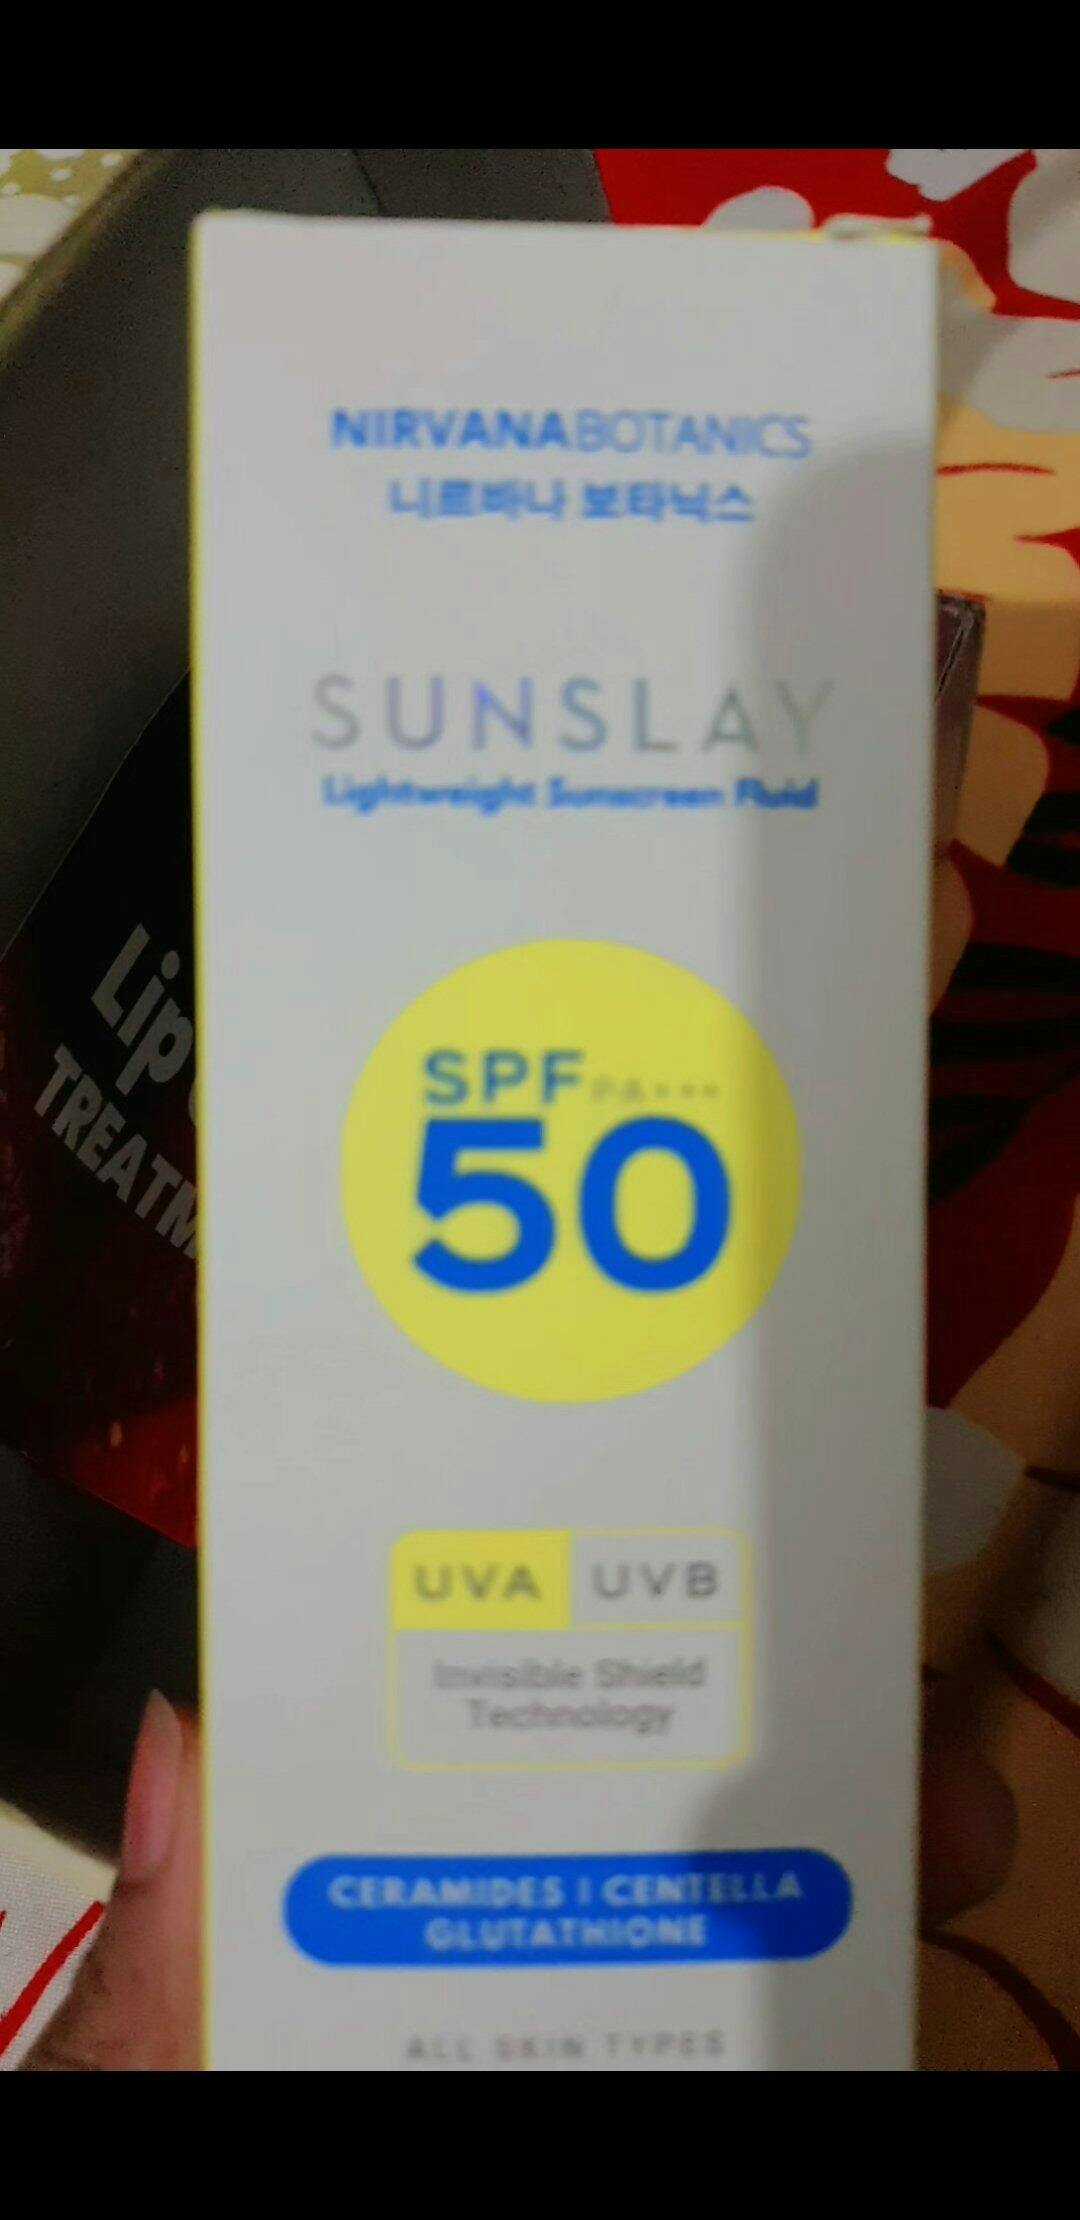 NIRVANABOTANICS
니르바나 보타닉스
SUNSLAY
Lightweight Sunscreen Fluid
SPF PA+++
50
UVA UVB
Invisible Shield
Technology
CERAMIDES | CENTELLA
GLUTATHIONE
ALL SKIN TYPES
Lip